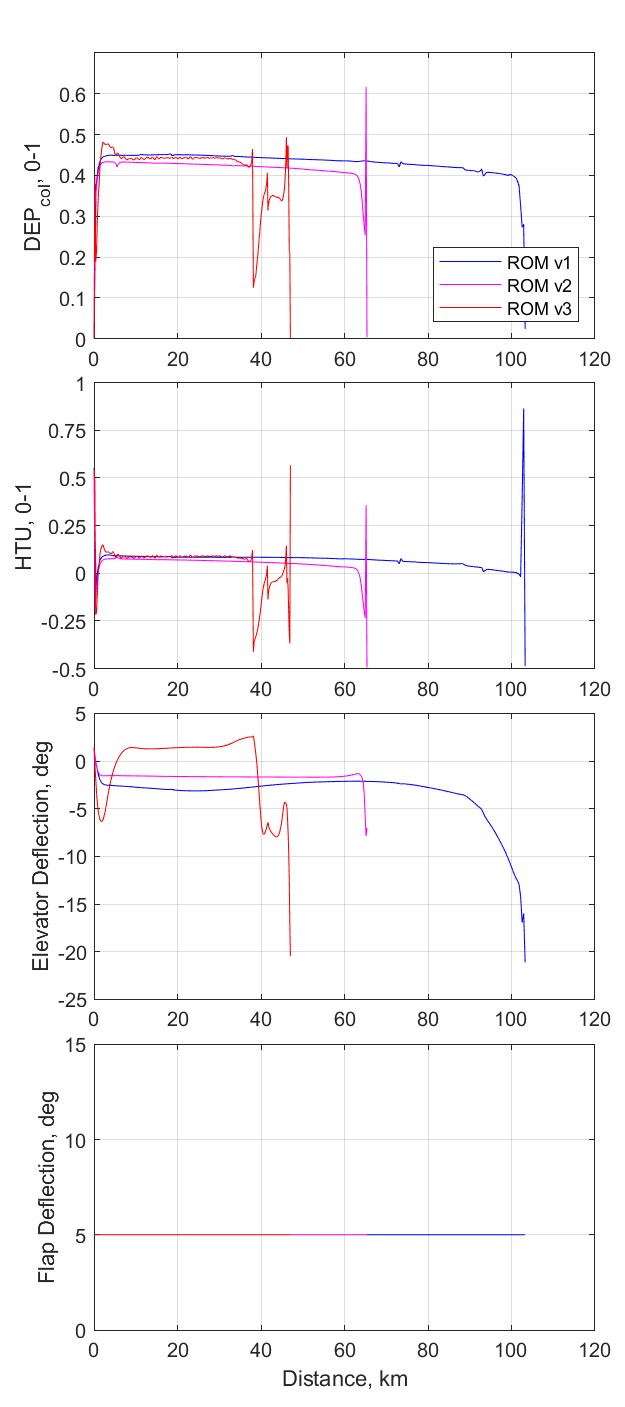 DEPcol, 0-1
0.6
0.5
0.4
0.3
0.2
0.1
0
0 20 40 60 80 100 120
ROM v1
ROM v2
ROM v3
HTU, 0-1
1
0.75
0.5
0.25
0
-0.25
-0.5
0 20 40 60 80 100 120
Elevator Deflection, deg
5
0
-5
-10
-15
-20
-25
0 20 40 60 80 100 120
Flap Deflection, deg
15
10
5
0
0 20 40 60 80 100 120
Distance, km